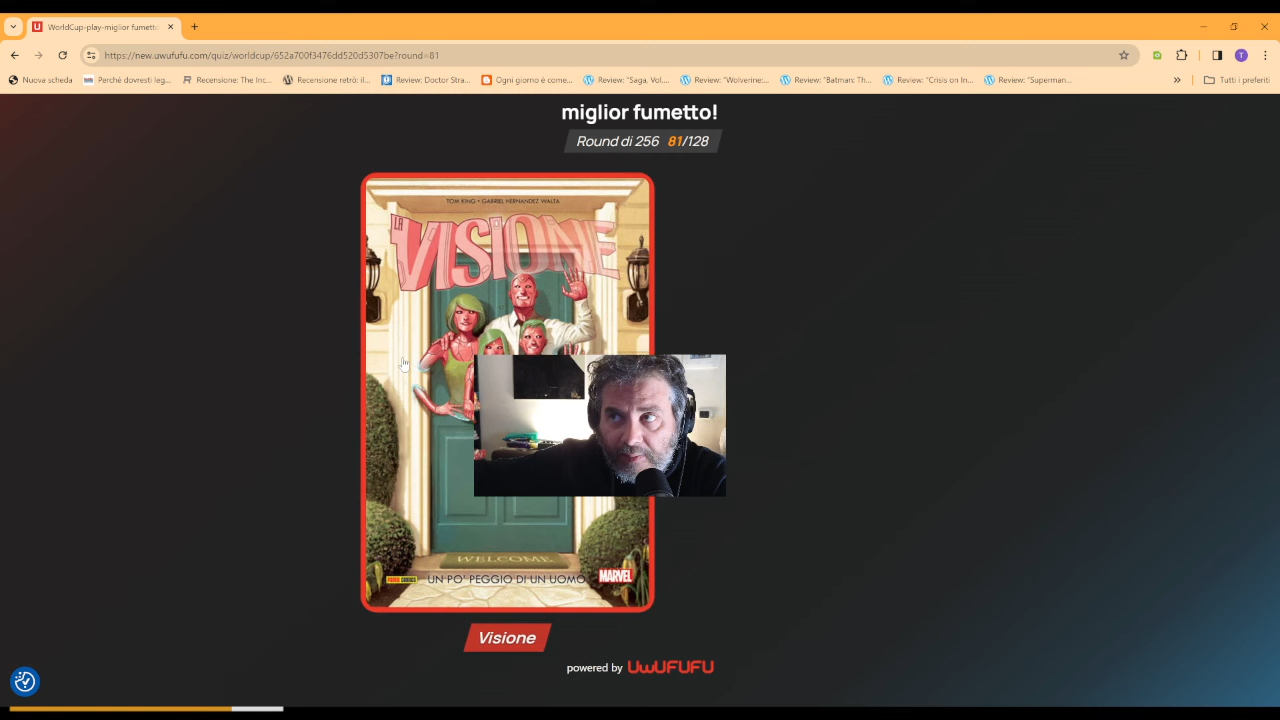 WorldCup-play-miglior fumetto
https://new.uwufufu.com/quiz/worldcup/652a700f3476dd520d5307be?round=81
T
Nuova scheda
Perché dovresti leg...
Recensione: The Inc...
Recensione retrò: il...
Review: Doctor Stra...
Ogni giorno è come...
Review: "Saga, Vol....
Review: "Wolverine:...
Review: "Batman: Th...
Review: "Crisis on In...
Review: "Superman...
Tutti i preferiti
miglior fumetto!
Round di 256 81/128
TOM KING • GABRIEL HERNANDEZ WALTA
LA VISIONE
WELCOME
PANINI COMICS
UN PO' PEGGIO DI UN UOMO
MARVEL
Visione
powered by UwUFUFU